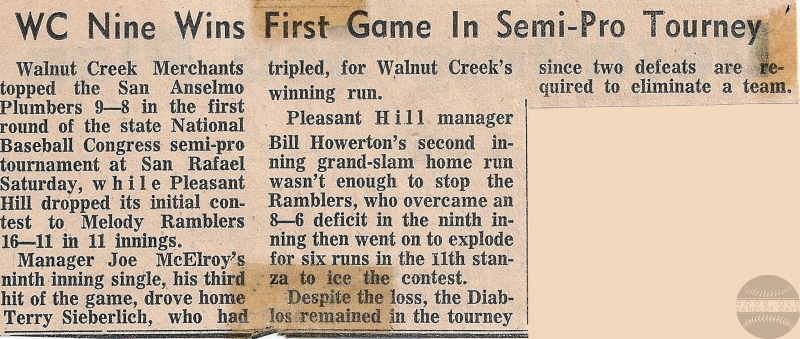 WC Nine Wins First Game In Semi-Pro Tourney
Walnut Creek Merchants
topped the San Anselmo
Plumbers 9—8 in the first
round of the state National
Baseball Congress semi-pro
tournament at San Rafael
Saturday, while Pleasant
Hill dropped its initial con-
test to Melody Ramblers
16—11 in 11 innings.
Manager Joe McElroy's
ninth inning single, his third
hit of the game, drove home
Terry Sieberlich, who had
tripled, for Walnut Creek's
winning run.
Pleasant Hill manager
Bill Howerton's second in-
ning grand-slam home run
wasn't enough to stop the
Ramblers, who overcame an
8—6 deficit in the ninth in-
ning then went on to explode
for six runs in the 11th stan-
za to ice the contest.
Despite the loss, the Diab-
los remained in the tourney
since two defeats are re-
quired to eliminate a team.
GOOD OLD
SANDLOT DAYS